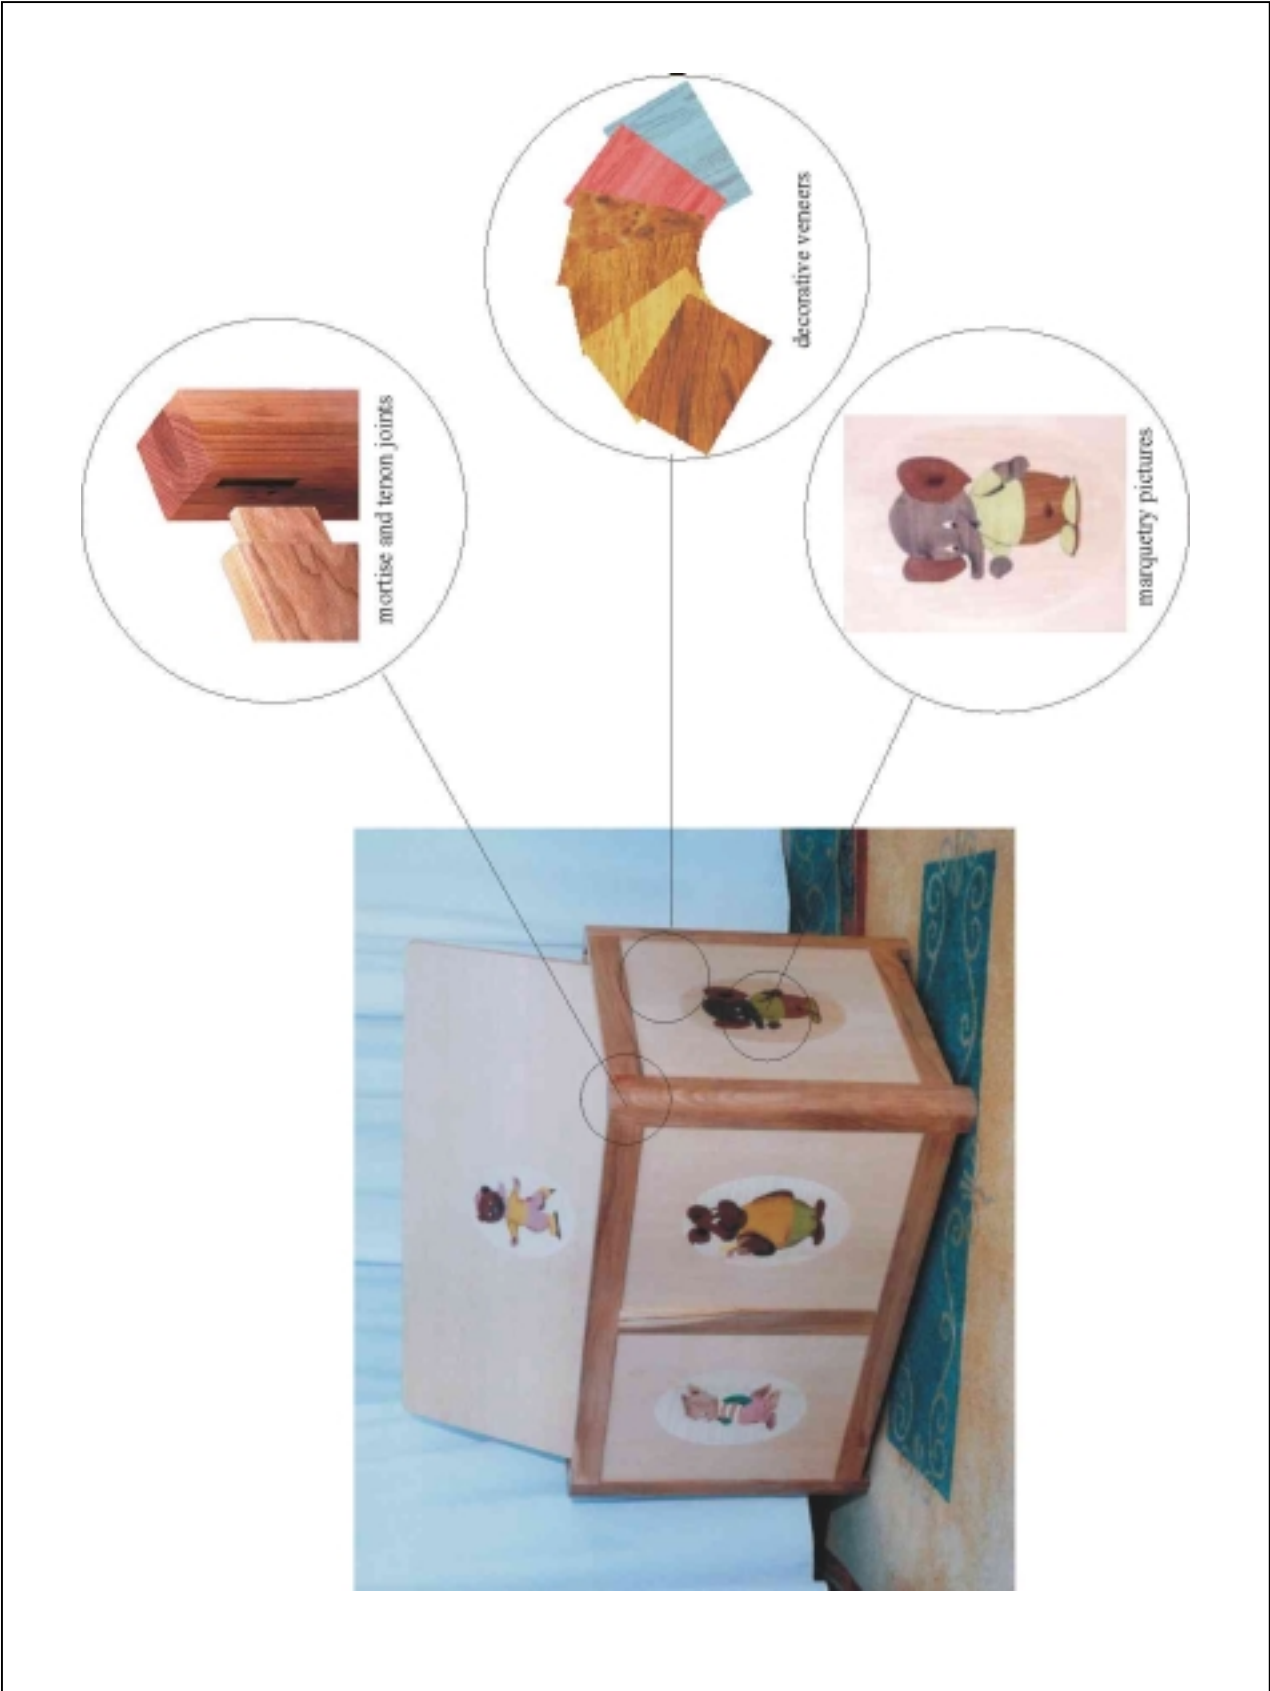 mortise and tenon joints
decorative veneers
marquetry pictures